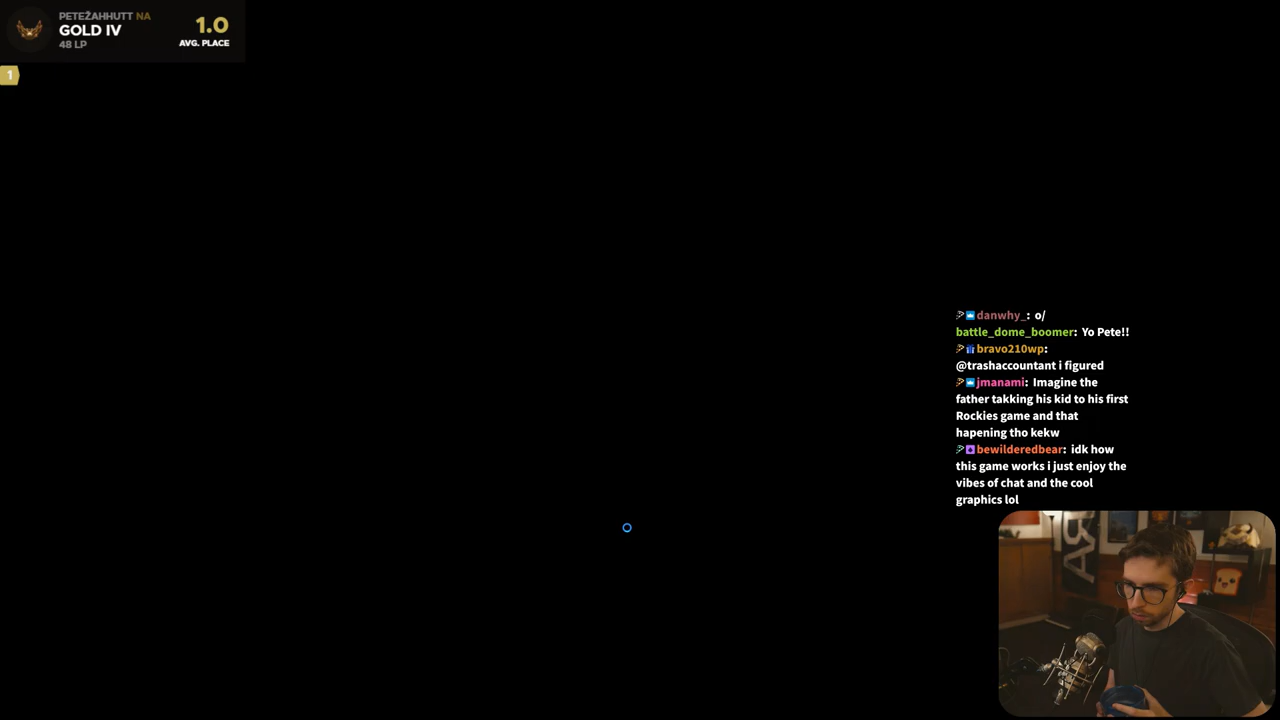 PETEŽAHHUTT NA
GOLD IV
48 LP
1.0
AVG. PLACE
1
danwhy_: o/
battle_dome_boomer: Yo Pete!!
bravo210wp:
@trashaccountant i figured
jmanami: Imagine the
father takking his kid to his first
Rockies game and that
hapening tho kekw
bewilderedbear: idk how
this game works i just enjoy the
vibes of chat and the cool
graphics lol